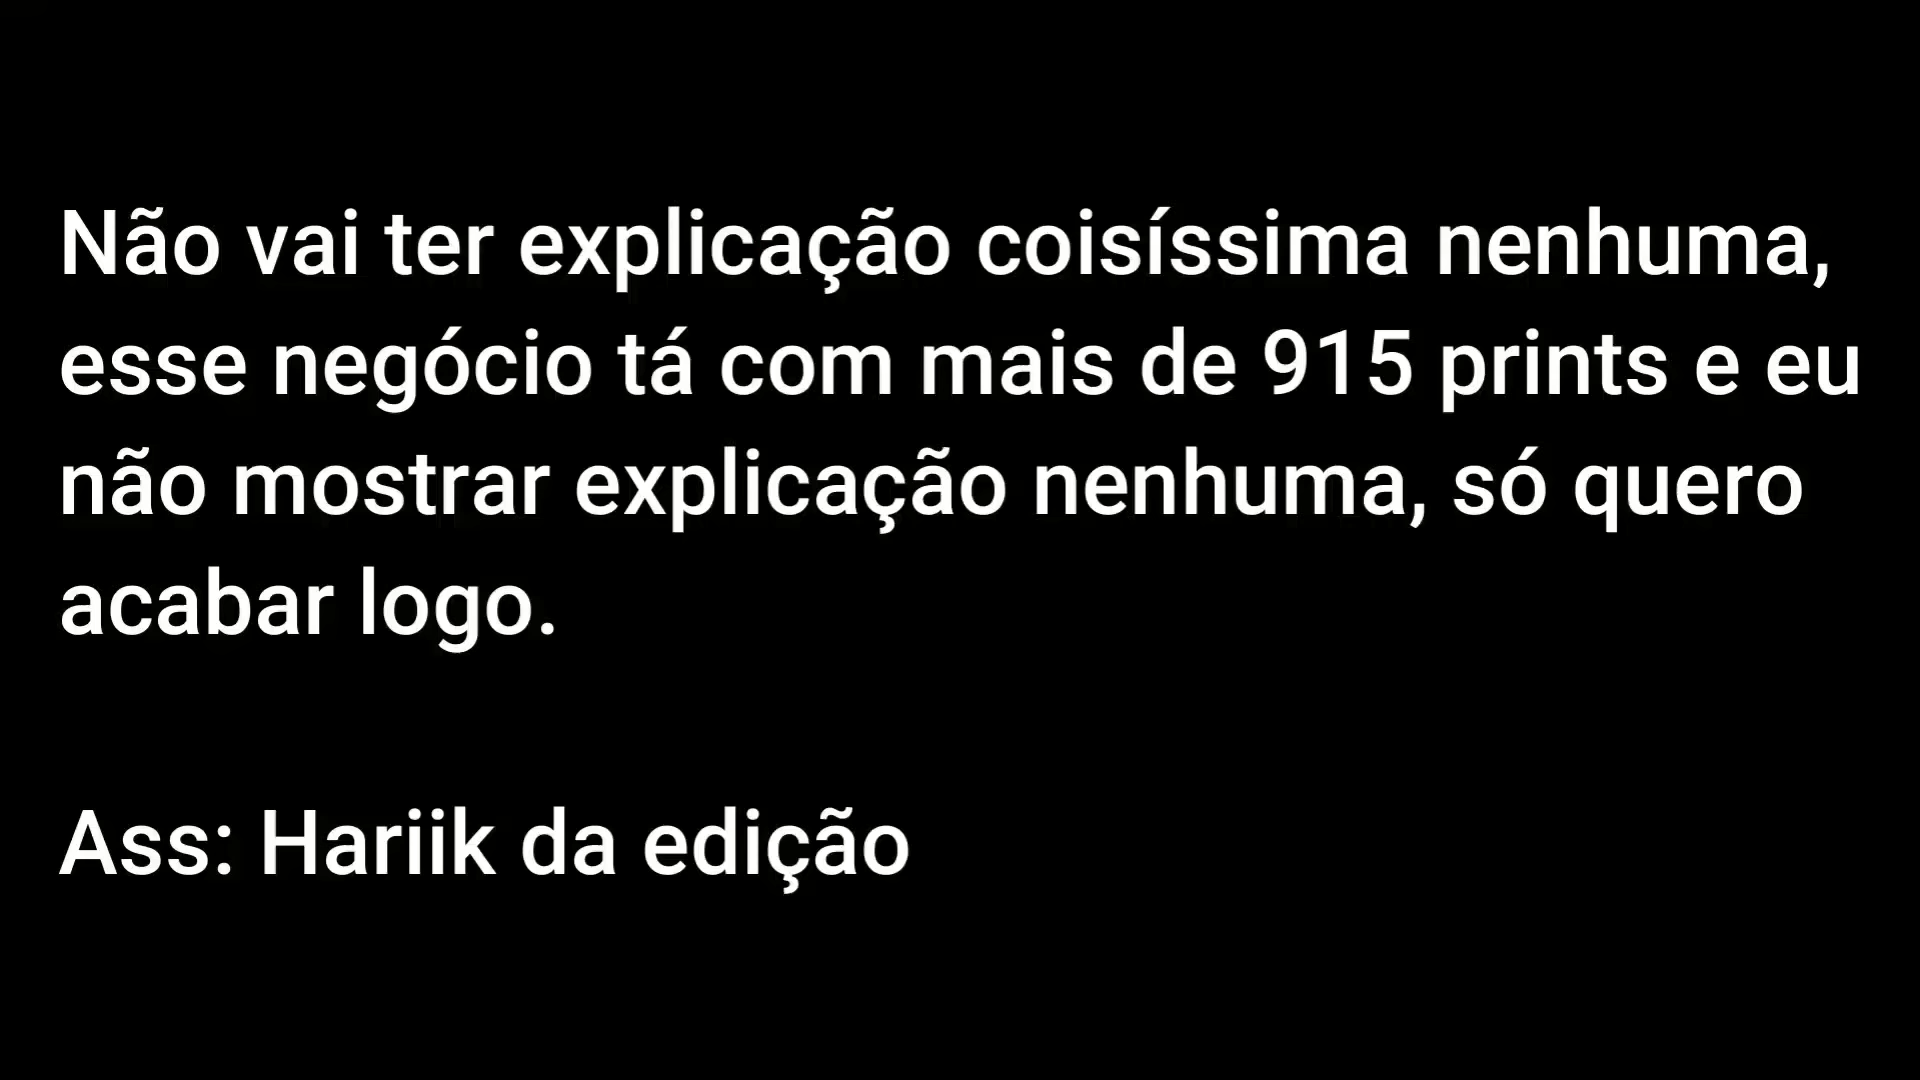 Não vai ter explicação coisíssima nenhuma,
esse negócio tá com mais de 915 prints e eu
não mostrar explicação nenhuma, só quero
acabar logo.
Ass: Hariik da edição